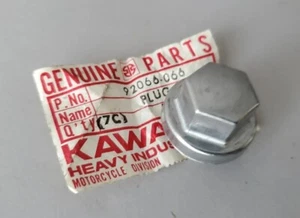 GENUINE PARTS
P. No. 92066-066
Name PLUG
Q'ty (7C)
KAWA
HEAVY INDU
MOTORCYCLE DIVISION